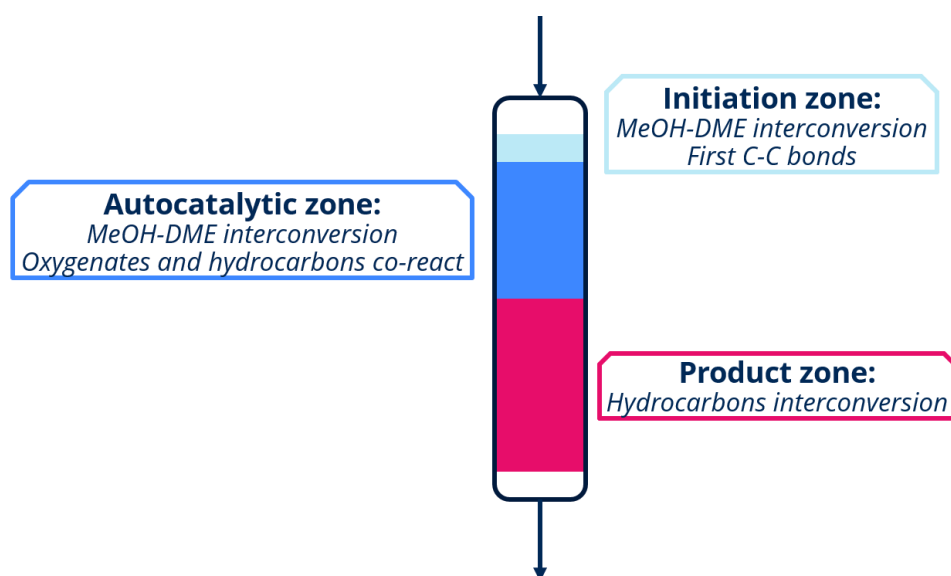 Initiation zone:
MeOH-DME interconversion
First C-C bonds
Autocatalytic zone:
MeOH-DME interconversion
Oxygenates and hydrocarbons co-react
Product zone:
Hydrocarbons interconversion